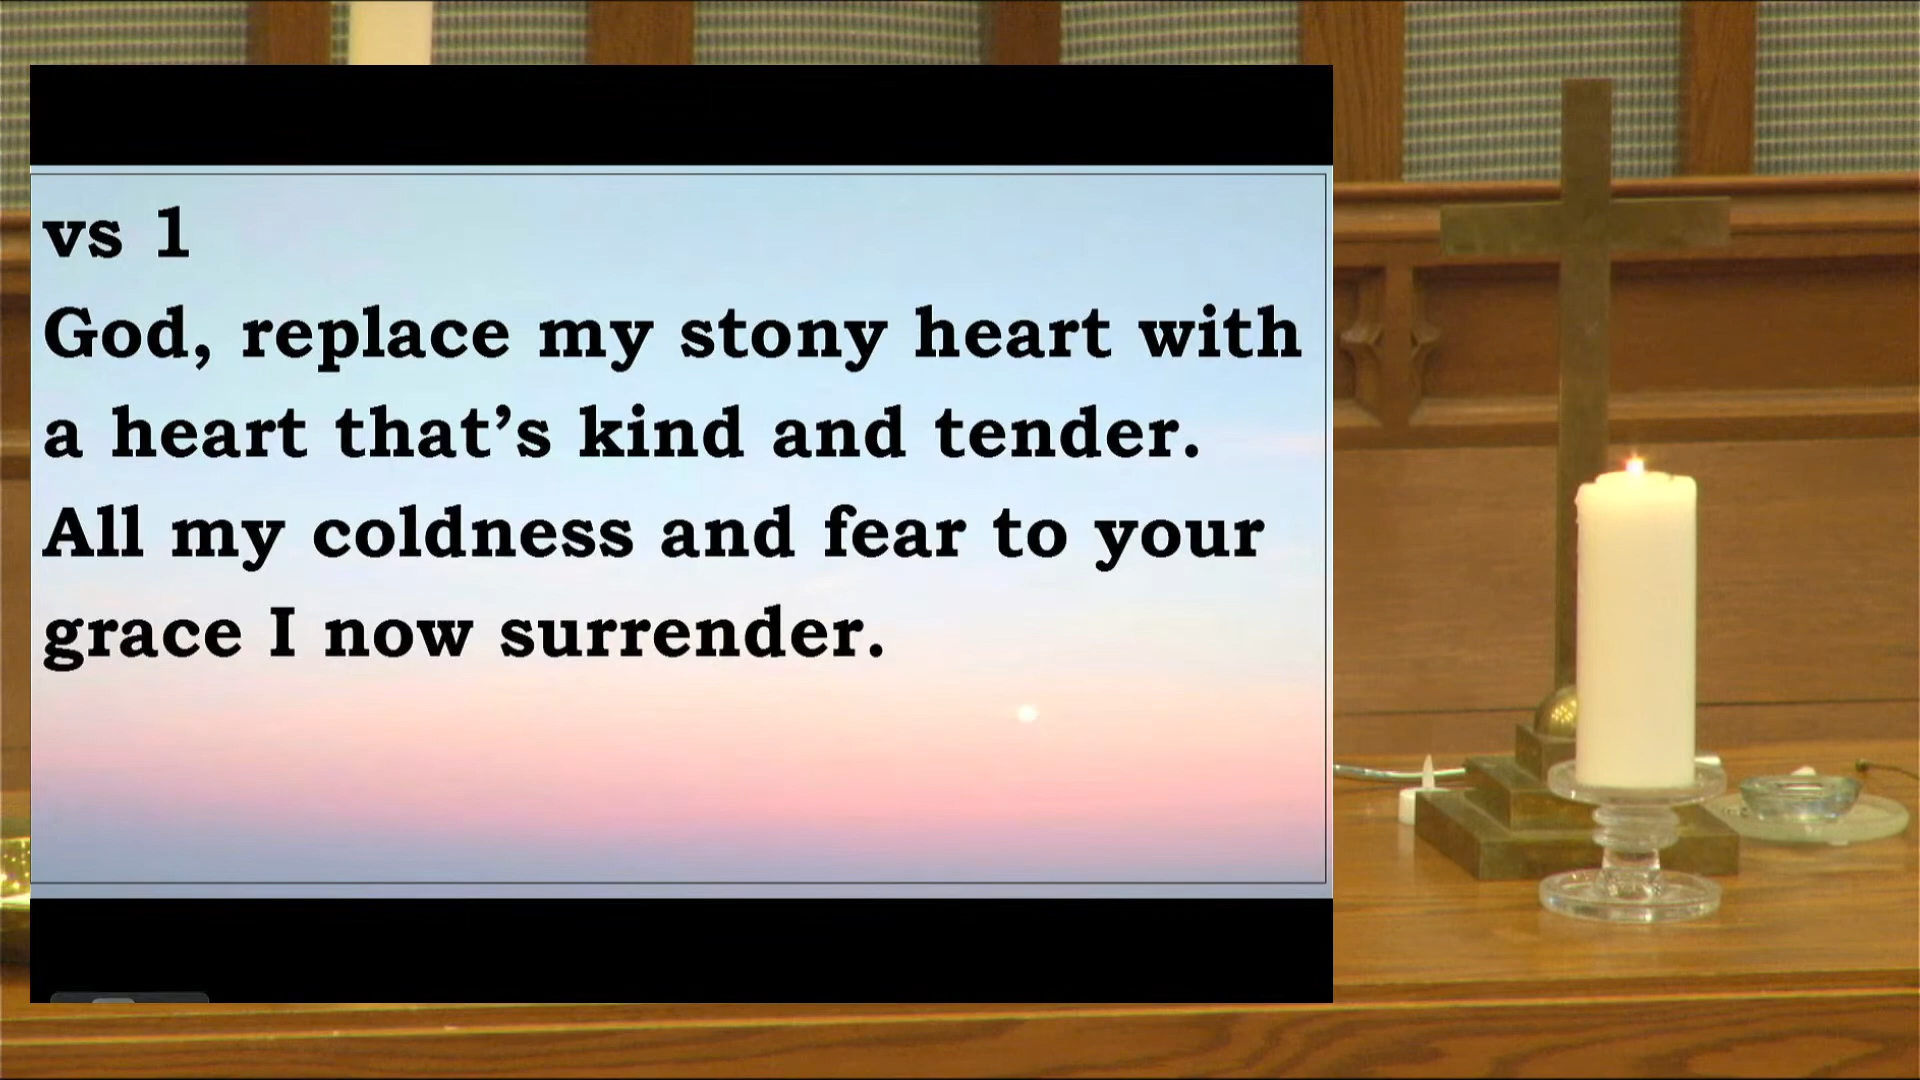 vs 1
God, replace my stony heart with
a heart that’s kind and tender.
All my coldness and fear to your
grace I now surrender.